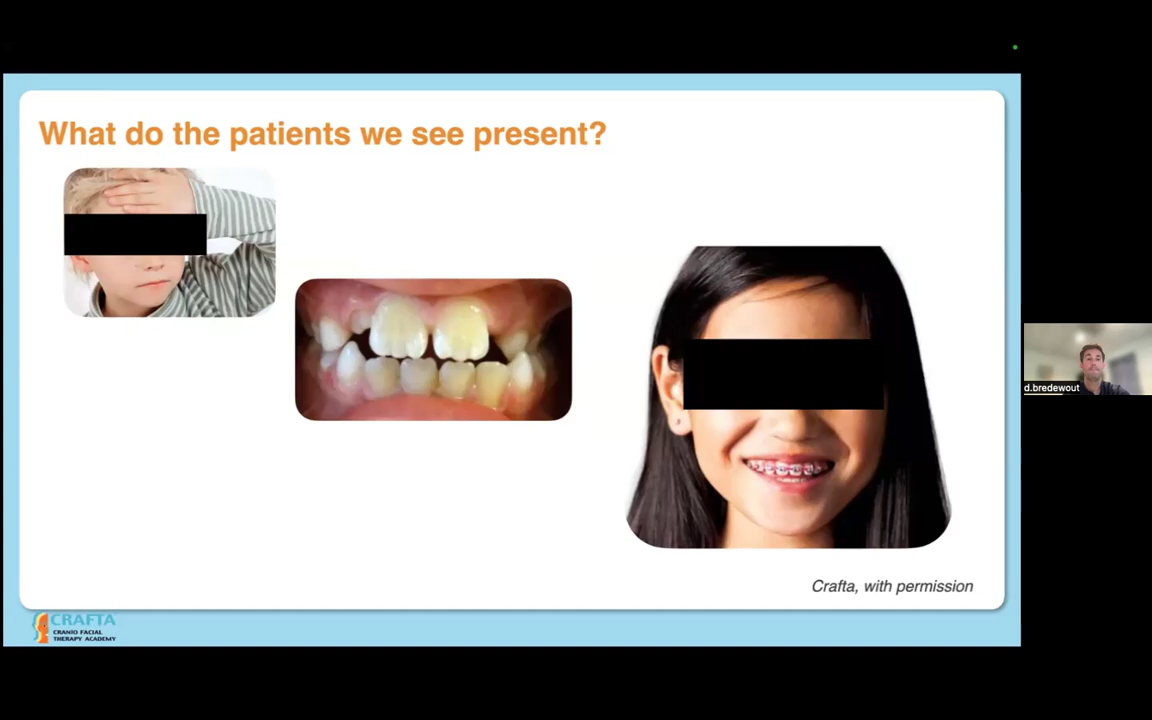 What do the patients we see present?
d.bredewout
Crafta, with permission
CRAFTA
CRANIO FACIAL
THERAPY ACADEMY